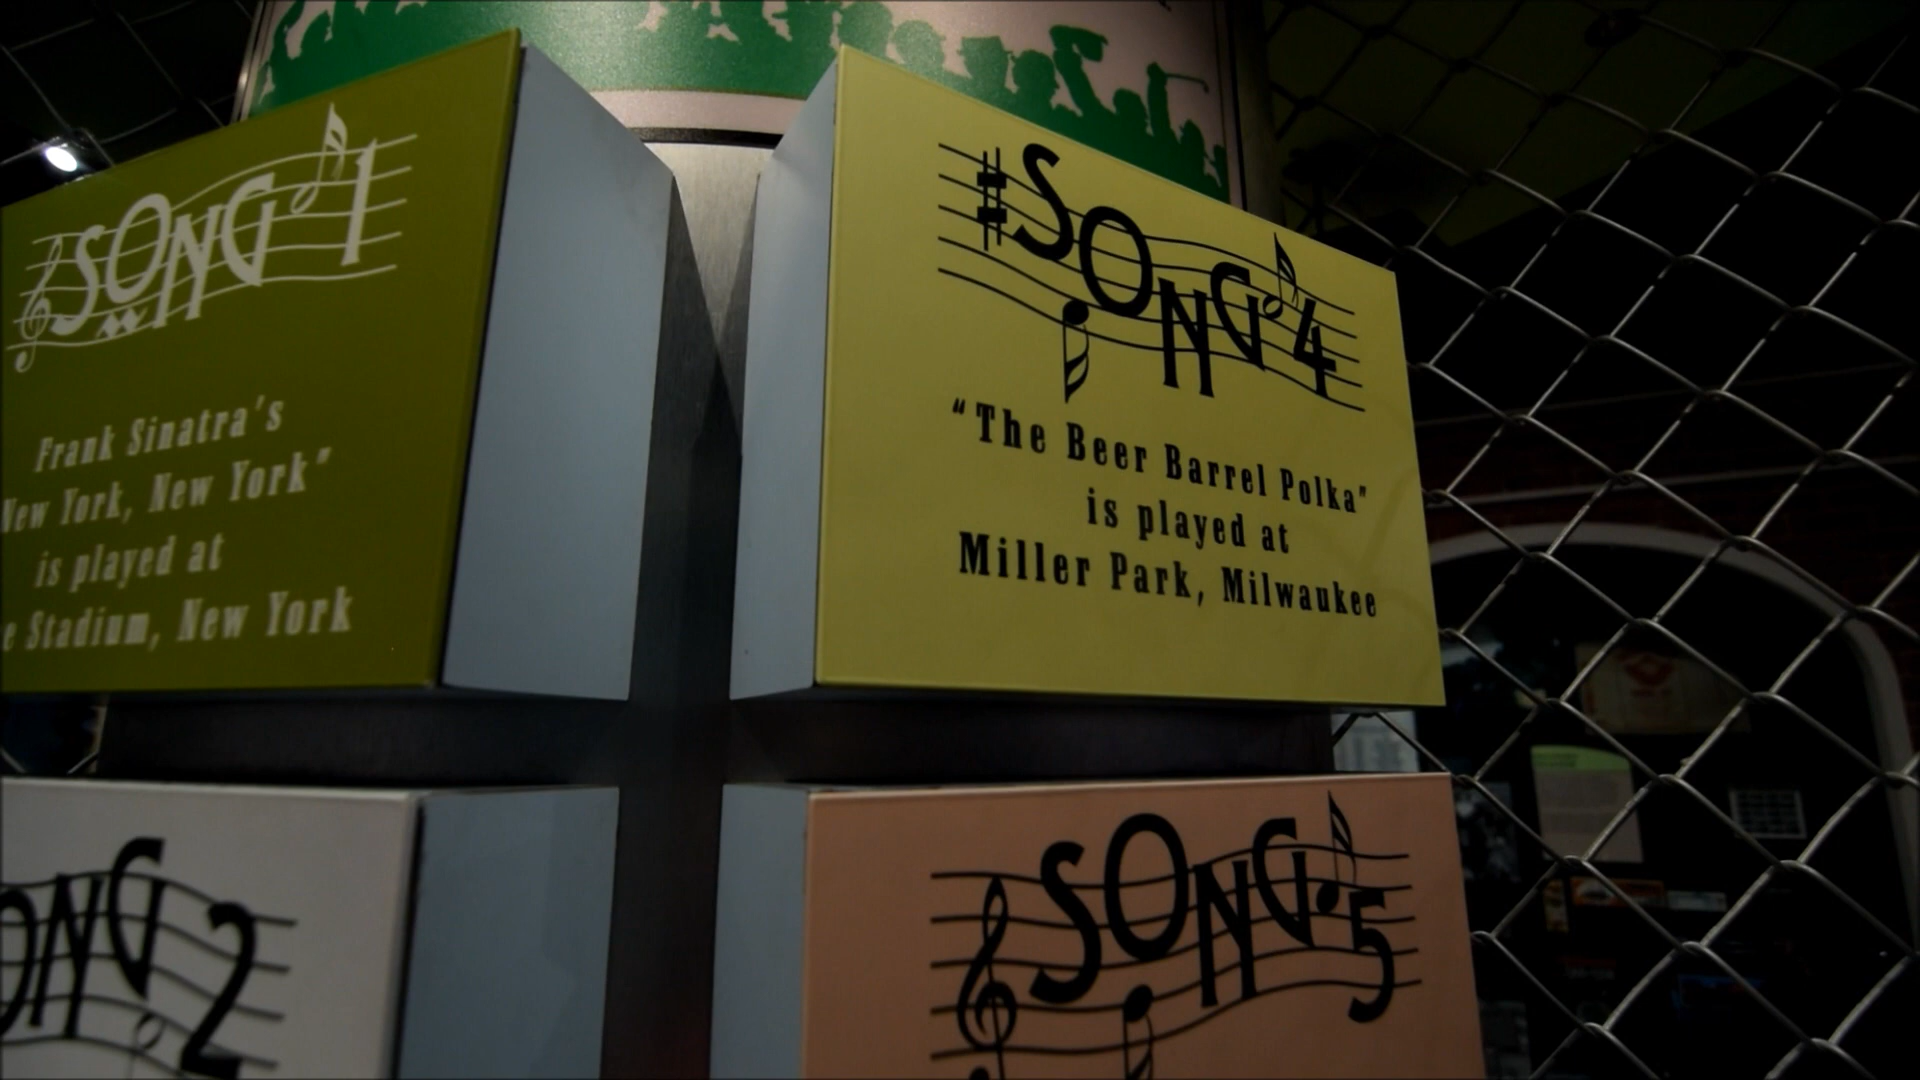 SONG 1
Frank Sinatra's
New York, New York"
is played at
Stadium, New York
SONG 4
"The Beer Barrel Polka"
is played at
Miller Park, Milwaukee
SONG 2
SONG 5